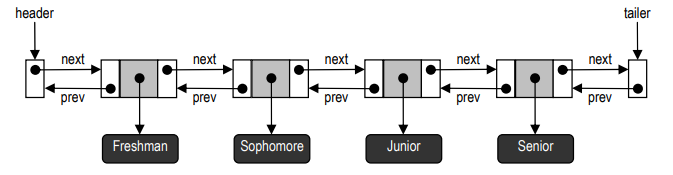 header tailer
next next next next next
prev prev prev prev prev
Freshman Sophomore Junior Senior